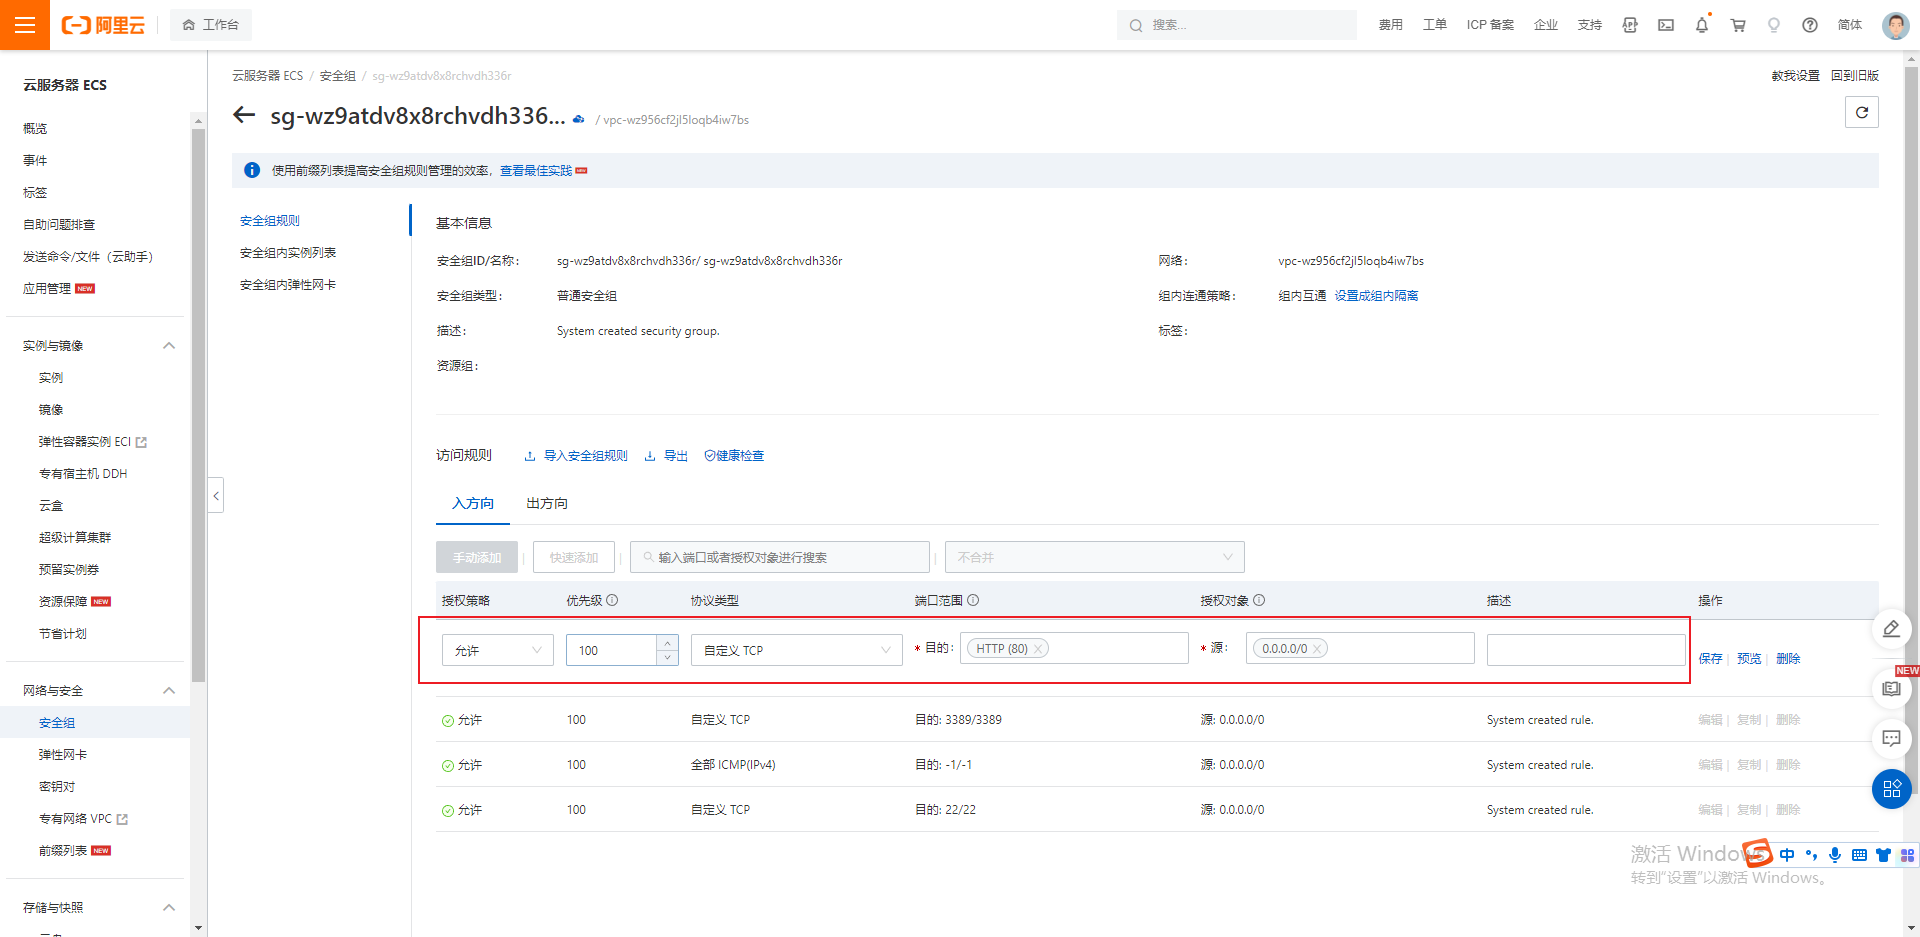 阿里云
工作台
搜索...
费用 工单 ICP 备案 企业 支持 简体
云服务器 ECS
概览
事件
标签
自助问题排查
发送命令/文件（云助手）
应用管理 NEW
实例与镜像
实例
镜像
弹性容器实例 ECI
专有宿主机 DDH
云盒
超级计算集群
预留实例券
资源保障 NEW
节省计划
网络与安全
安全组
弹性网卡
密钥对
专有网络 VPC
前缀列表 NEW
存储与快照
云服务器 ECS / 安全组 / sg-wz9atdv8x8rchvdh336r
教我设置 回到旧版
sg-wz9atdv8x8rchvdh336... / vpc-wz956cf2jl5loqb4iw7bs
使用前缀列表提高安全组规则管理的效率，查看最佳实践 NEW
安全组规则
安全组内实例列表
安全组内弹性网卡
基本信息
安全组ID/名称： sg-wz9atdv8x8rchvdh336r/ sg-wz9atdv8x8rchvdh336r 网络： vpc-wz956cf2jl5loqb4iw7bs
安全组类型： 普通安全组 组内连通策略： 组内互通 设置成组内隔离
描述： System created security group. 标签：
资源组：
访问规则 导入安全组规则 导出 健康检查
入方向 出方向
手动添加 | 快速添加 | 输入端口或者授权对象进行搜索 | 不合并
授权策略 优先级 协议类型 端口范围 授权对象 描述 操作
允许 100 自定义 TCP * 目的： HTTP (80) * 源： 0.0.0.0/0 保存 | 预览 | 删除
允许 100 自定义 TCP 目的: 3389/3389 源: 0.0.0.0/0 System created rule. 编辑 | 复制 | 删除
允许 100 全部 ICMP(IPv4) 目的: -1/-1 源: 0.0.0.0/0 System created rule. 编辑 | 复制 | 删除
允许 100 自定义 TCP 目的: 22/22 源: 0.0.0.0/0 System created rule. 编辑 | 复制 | 删除
NEW
激活 Windows
中
转到"设置"以激活 Windows。